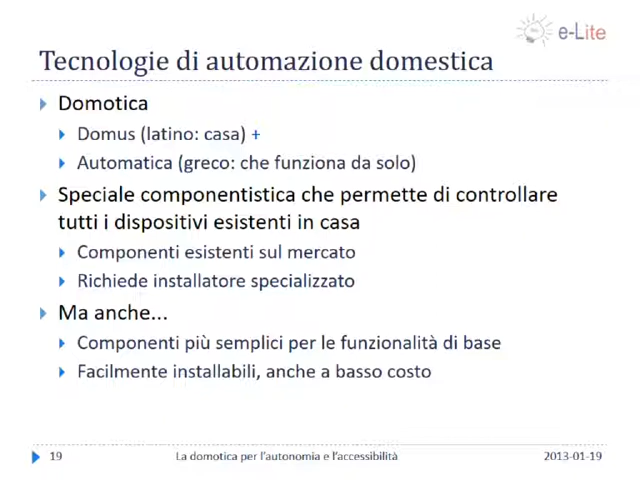 e-Lite
Tecnologie di automazione domestica
Domotica
Domus (latino: casa) +
Automatica (greco: che funziona da solo)
Speciale componentistica che permette di controllare
tutti i dispositivi esistenti in casa
Componenti esistenti sul mercato
Richiede installatore specializzato
Ma anche...
Componenti più semplici per le funzionalità di base
Facilmente installabili, anche a basso costo
19
La domotica per l'autonomia e l'accessibilità
2013-01-19